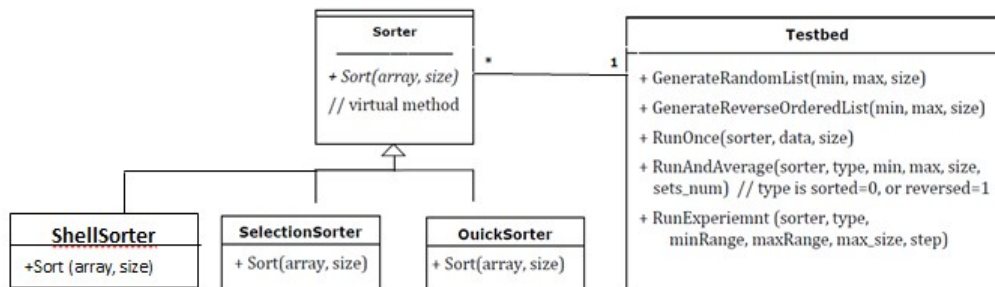 Sorter
+ Sort(array, size)
// virtual method
*
1
Testbed
+ GenerateRandomList(min, max, size)
+ GenerateReverseOrderedList(min, max, size)
+ RunOnce(sorter, data, size)
+ RunAndAverage(sorter, type, min, max, size,
sets_num) // type is sorted=0, or reversed=1
+ RunExperiemnt (sorter, type,
minRange, maxRange, max_size, step)
ShellSorter
+Sort (array, size)
SelectionSorter
+ Sort(array, size)
QuickSorter
+ Sort(array, size)